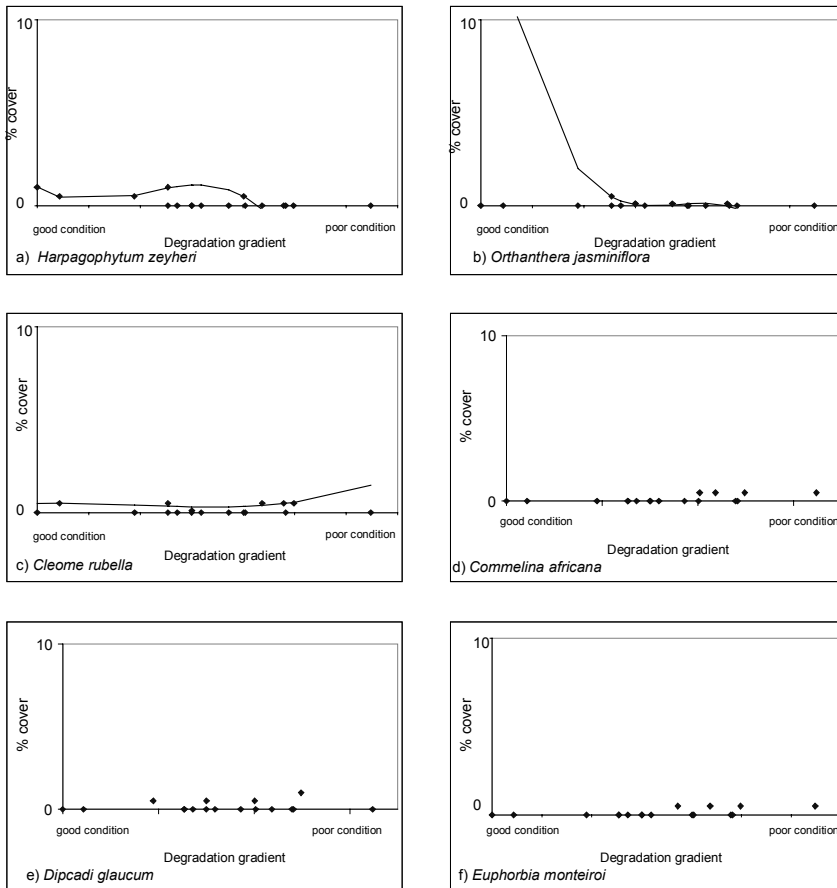 10
% cover
0
good condition
poor condition
Degradation gradient
a) Harpagophytum zeyheri
10
% cover
0
good condition
poor condition
Degradation gradient
b) Orthanthera jasminiflora
10
% cover
0
good condition
poor condition
Degradation gradient
c) Cleome rubella
10
% cover
0
good condition
poor condition
Degradation gradient
d) Commelina africana
10
% cover
0
good condition
poor condition
Degradation gradient
e) Dipcadi glaucum
10
% cover
0
good condition
poor condition
Degradation gradient
f) Euphorbia monteiroi